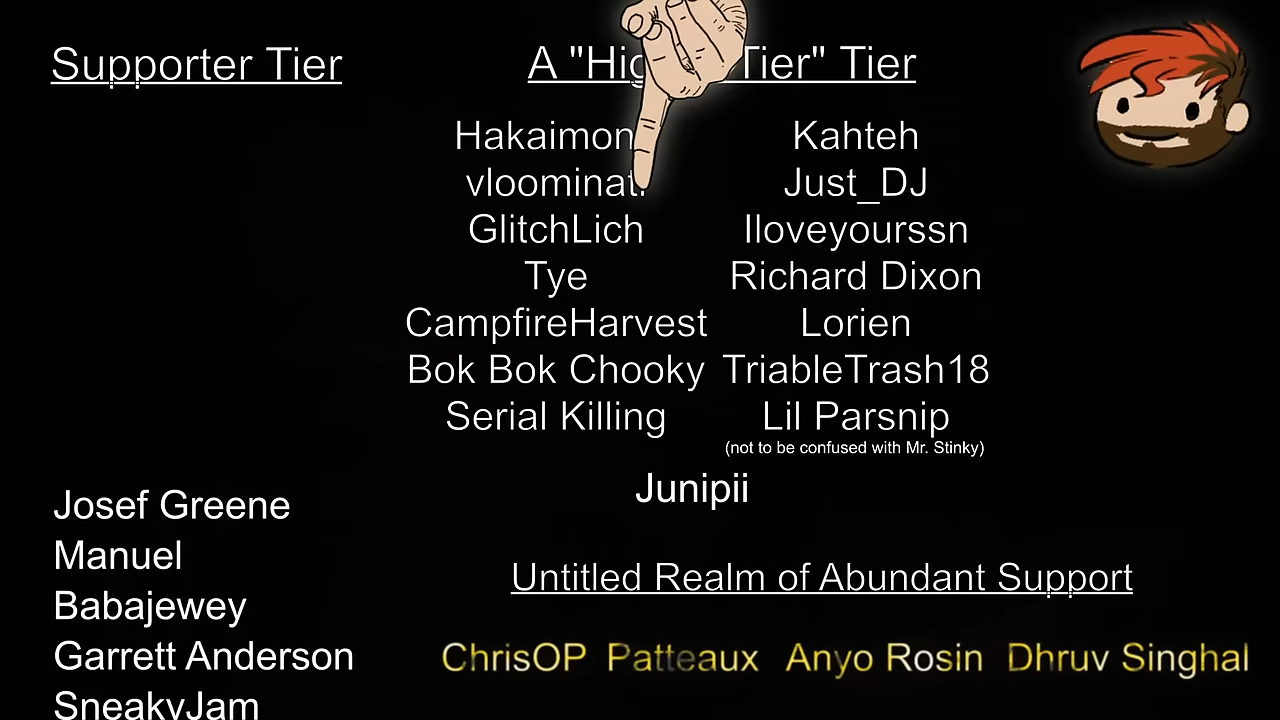 Supporter Tier
A "Hig Tier" Tier
Hakaimon Kahteh
Just_DJ
GlitchLich Iloveyourssn
Tye Richard Dixon
CampfireHarvest Lorien
Bok Bok Chooky TriableTrash18
Serial Killing Lil Parsnip
(not to be confused with Mr. Stinky)
Junipii
Josef Greene
Manuel
Babajewey
Garrett Anderson
SneakyJam
Untitled Realm of Abundant Support
ChrisOP Patteaux Anyo Rosin Dhruv Singhal